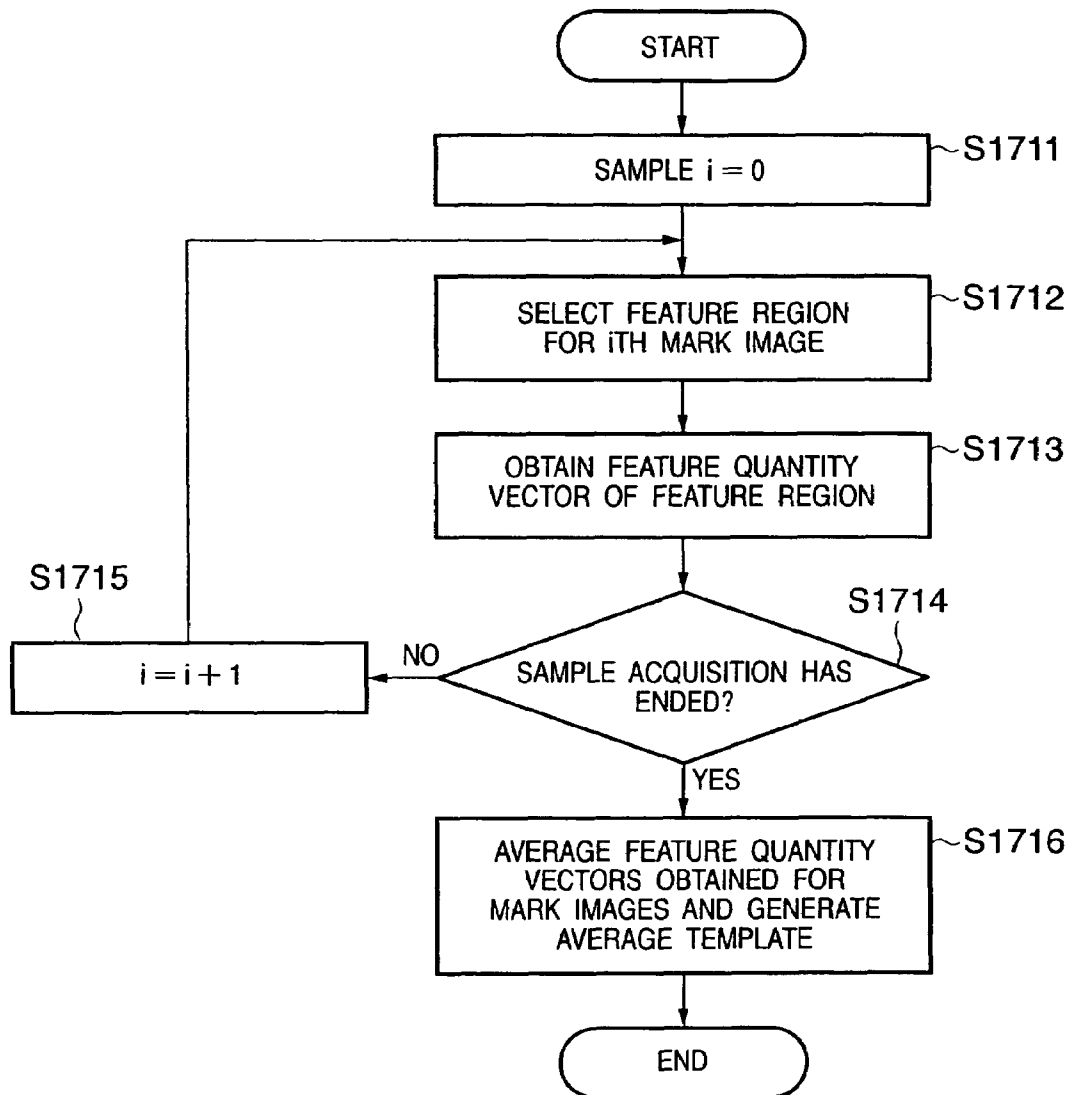 START
SAMPLE i = 0
S1711
SELECT FEATURE REGION
FOR iTH MARK IMAGE
S1712
OBTAIN FEATURE QUANTITY
VECTOR OF FEATURE REGION
S1713
SAMPLE ACQUISITION HAS
ENDED?
S1714
NO
i = i + 1
S1715
YES
AVERAGE FEATURE QUANTITY
VECTORS OBTAINED FOR
MARK IMAGES AND GENERATE
AVERAGE TEMPLATE
S1716
END